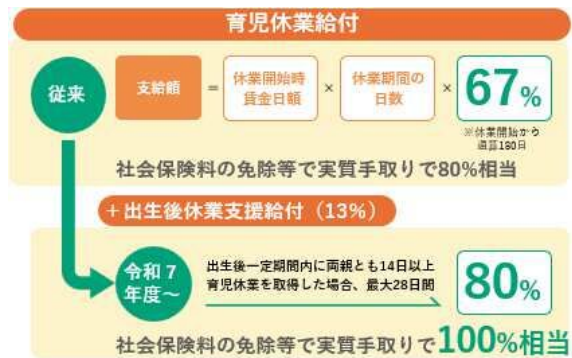 育児休業給付
従来
支給額 = 休業開始時賃金日額 × 休業期間の日数 × 67%
※休業開始から
通算180日
社会保険料の免除等で実質手取りで80%相当
+出生後休業支援給付(13%)
令和7
年度～
出生後一定期間内に両親とも14日以上
育児休業を取得した場合、最大28日間
80%
社会保険料の免除等で実質手取りで100%相当